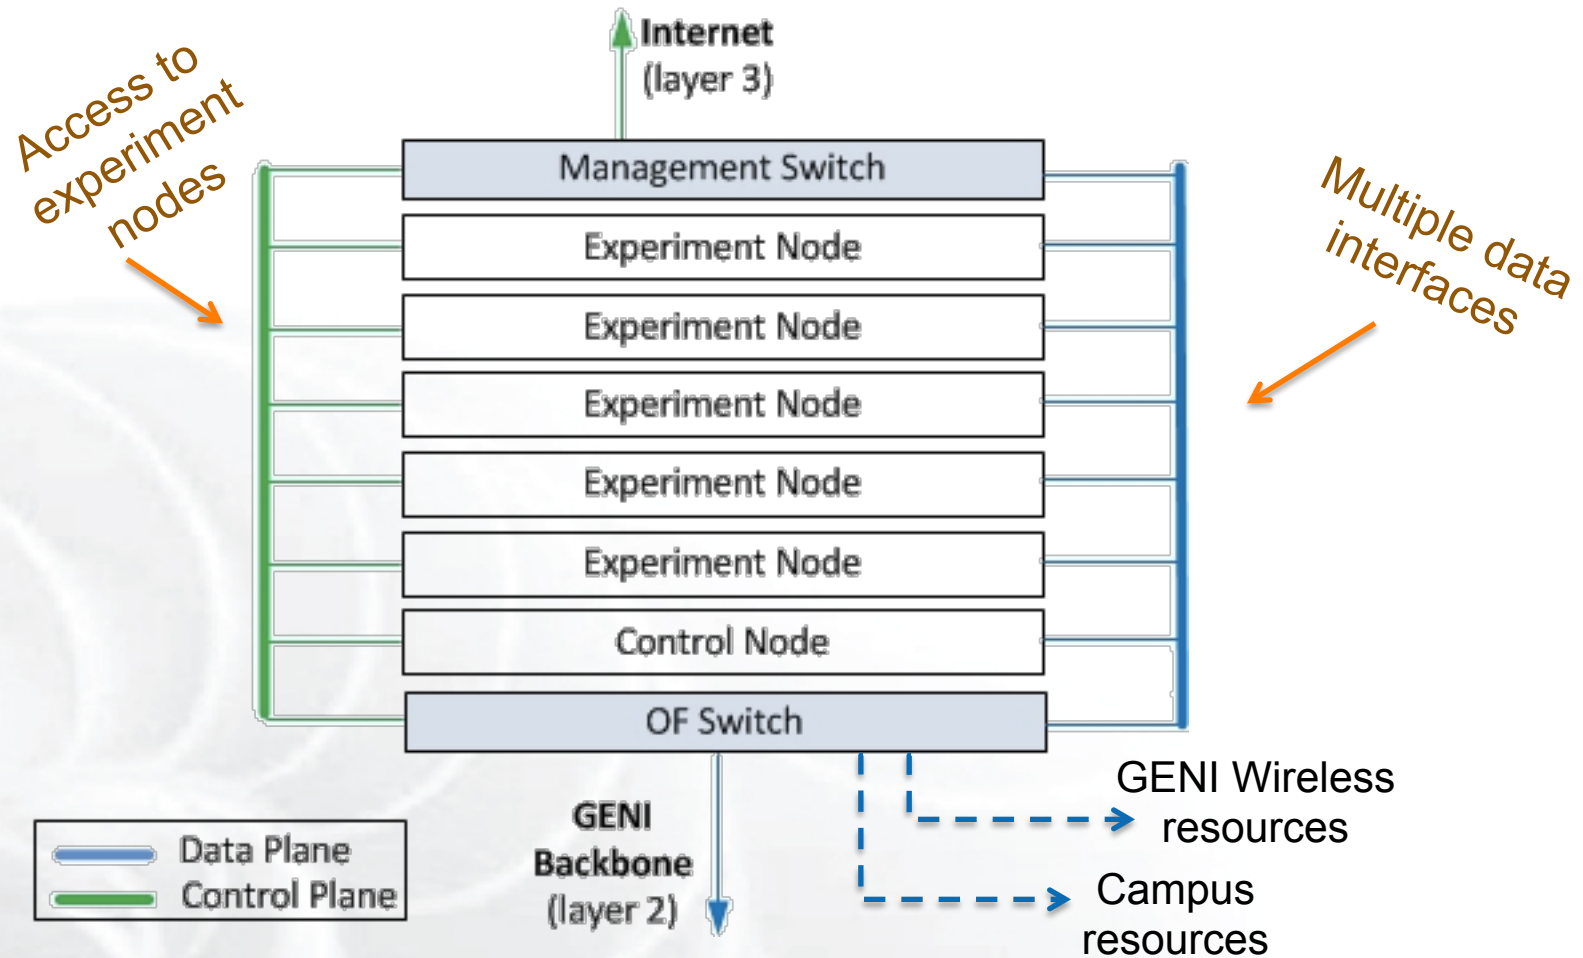 Internet
(layer 3)
Access to
experiment
nodes
Management Switch
Multiple data
interfaces
Experiment Node
Experiment Node
Experiment Node
Experiment Node
Experiment Node
Control Node
OF Switch
GENI Wireless
resources
GENI
Backbone
(layer 2)
Data Plane
Control Plane
Campus
resources